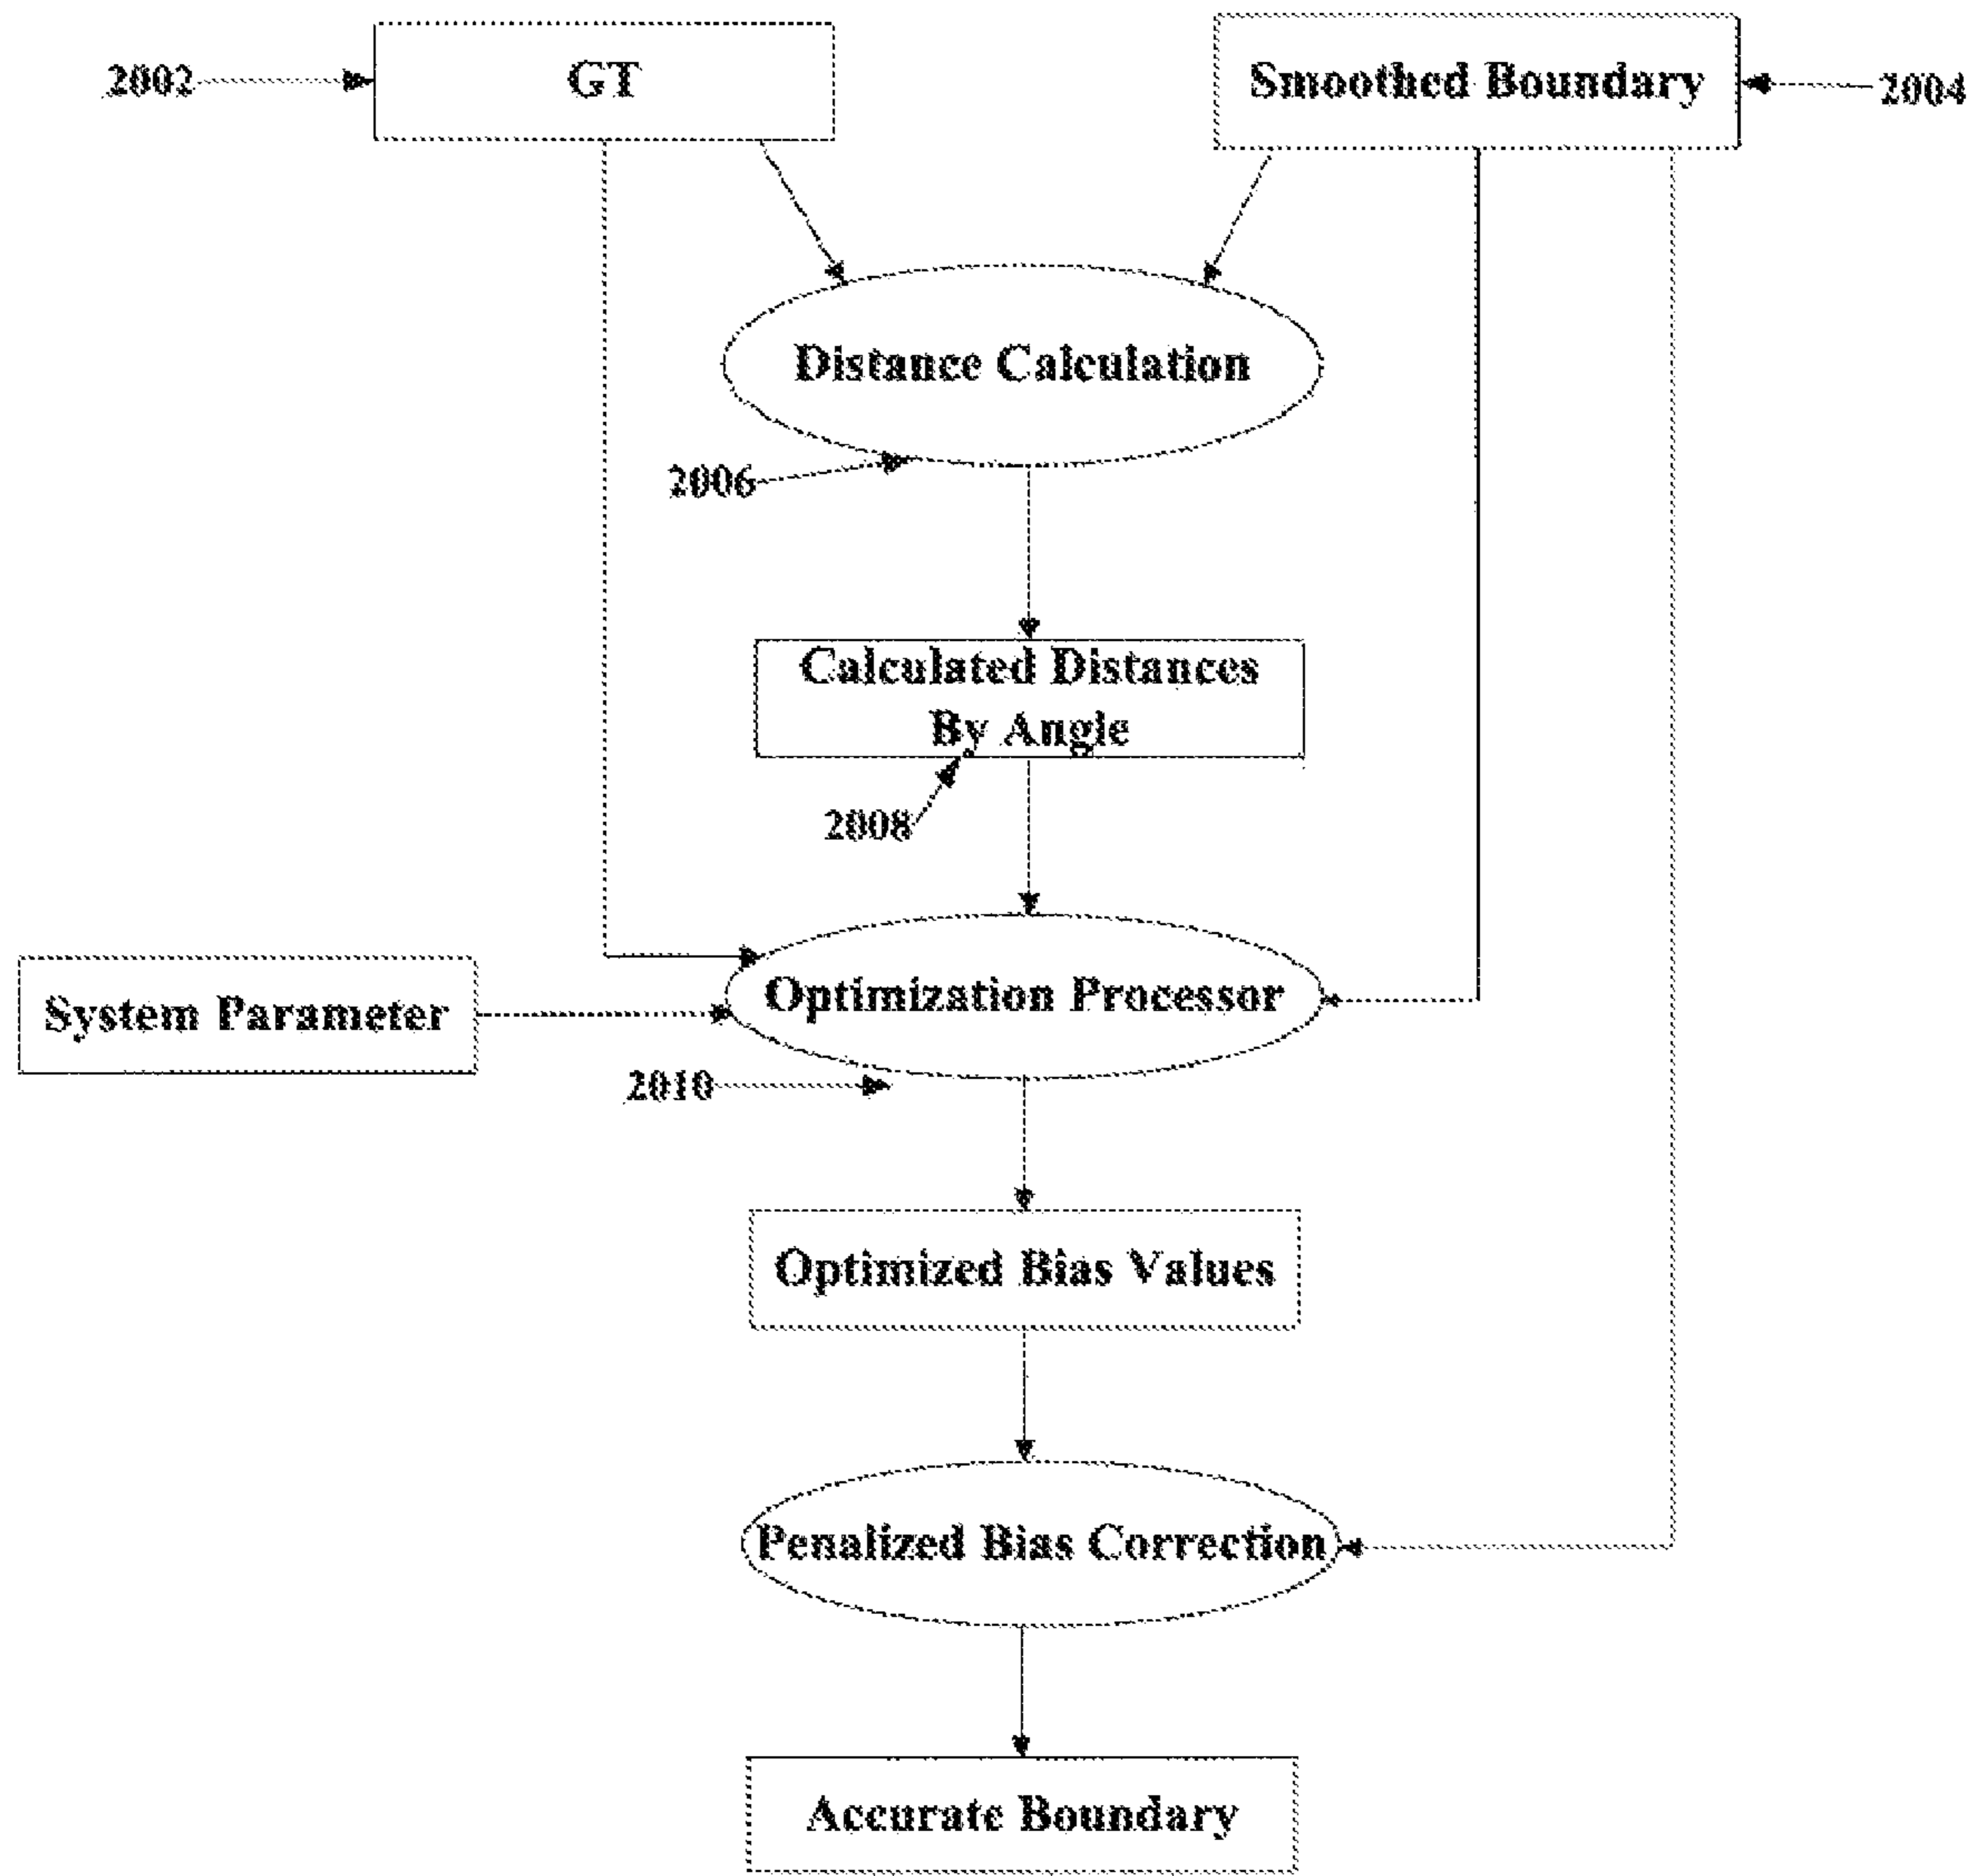 2002
GT
Smoothed Boundary
2004
Distance Calculation
2006
Calculated Distances
By Angle
2008
System Parameter
Optimization Processor
2010
Optimized Bias Values
Penalized Bias Correction
Accurate Boundary